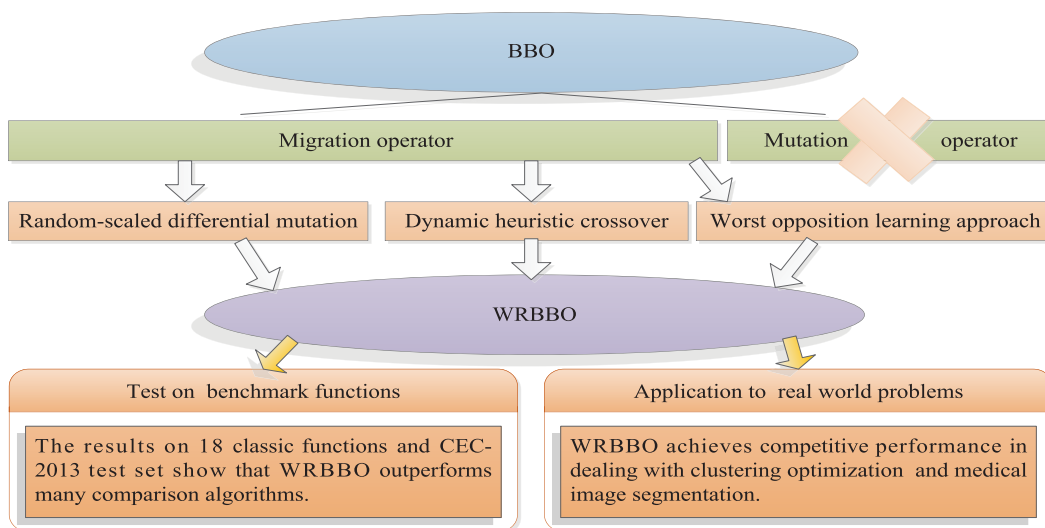 BBO
Migration operator
Mutation operator
Random-scaled differential mutation
Dynamic heuristic crossover
Worst opposition learning approach
WRBBO
Test on benchmark functions
The results on 18 classic functions and CEC-
2013 test set show that WRBBO outperforms
many comparison algorithms.
Application to real world problems
WRBBO achieves competitive performance in
dealing with clustering optimization and medical
image segmentation.